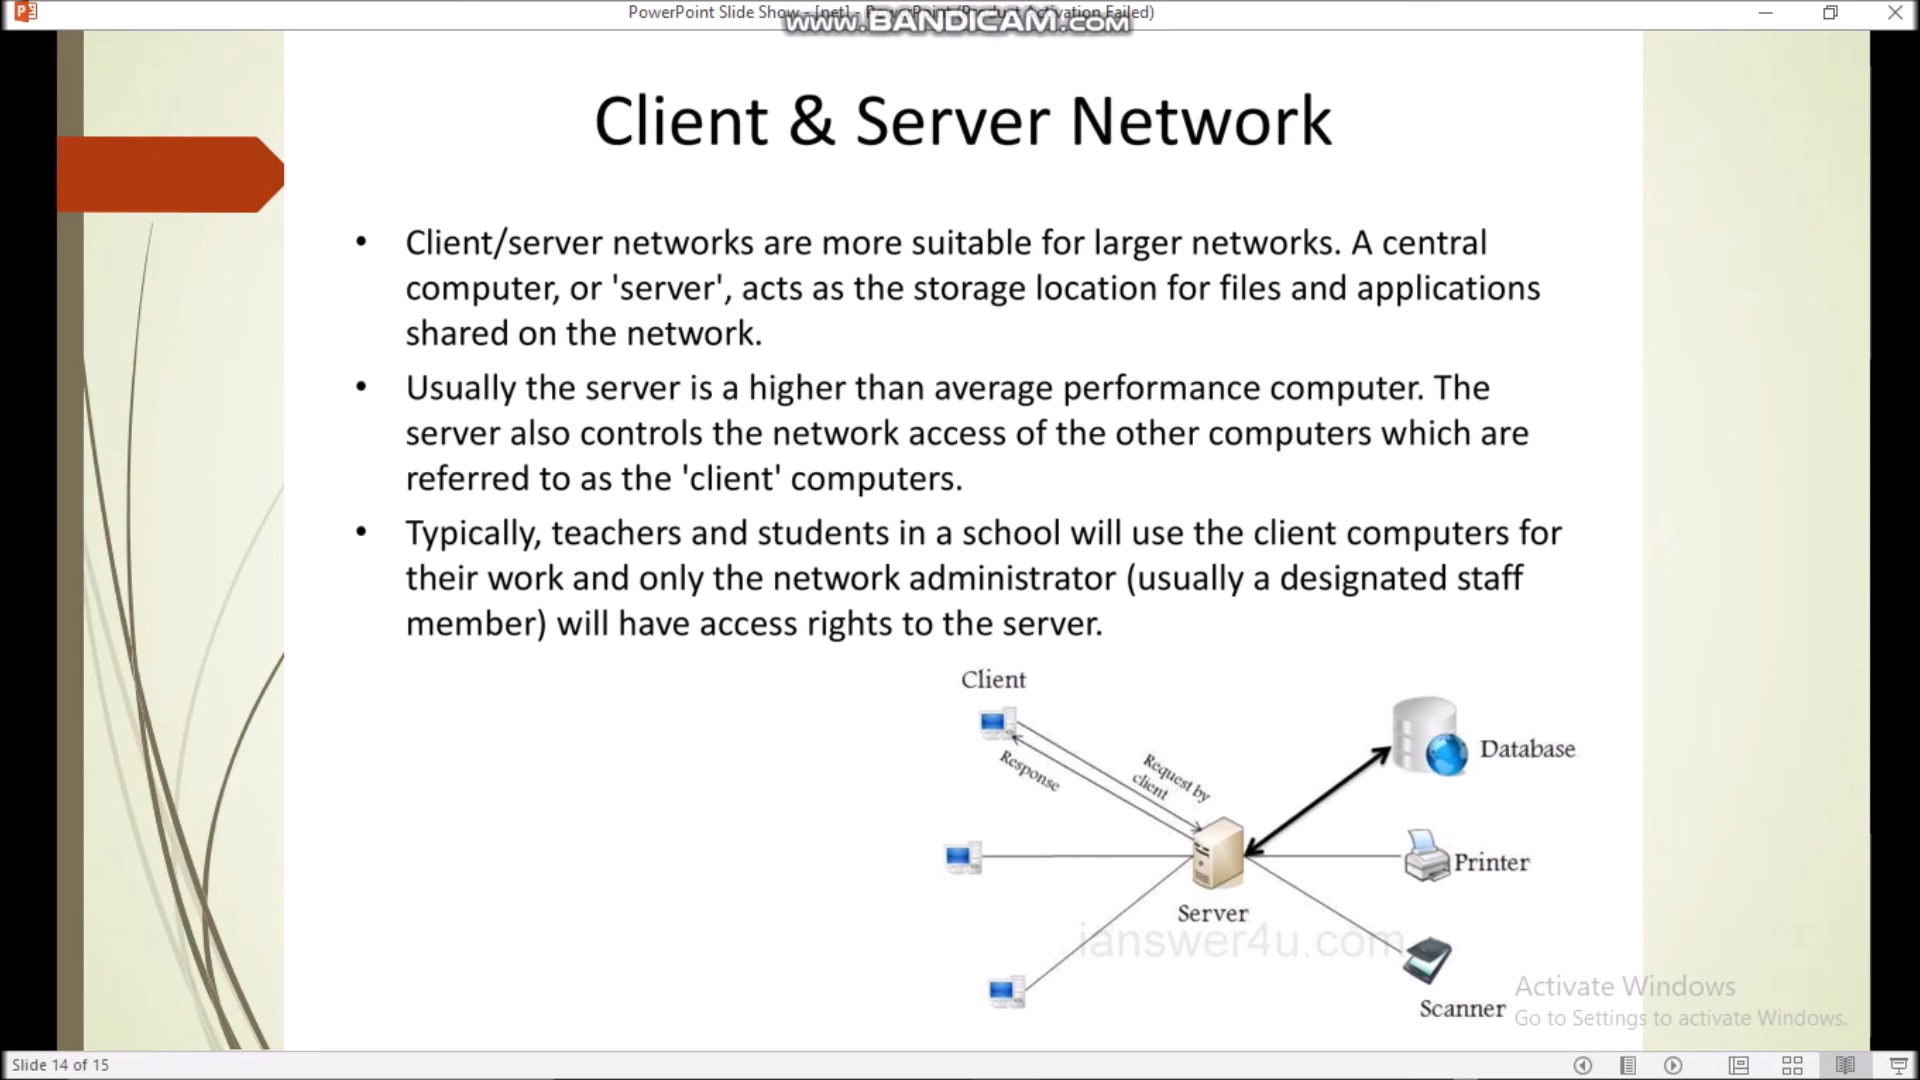 PowerPoint Slide Show - [net] - PowerPoint (Product Activation Failed)
www.BANDICAM.com
Client & Server Network
• Client/server networks are more suitable for larger networks. A central
computer, or 'server', acts as the storage location for files and applications
shared on the network.
• Usually the server is a higher than average performance computer. The
server also controls the network access of the other computers which are
referred to as the 'client' computers.
• Typically, teachers and students in a school will use the client computers for
their work and only the network administrator (usually a designated staff
member) will have access rights to the server.
Client
Response
Request by
client
Database
Printer
Server
ianswer4u.com
Scanner
Activate Windows
Go to Settings to activate Windows.
Slide 14 of 15